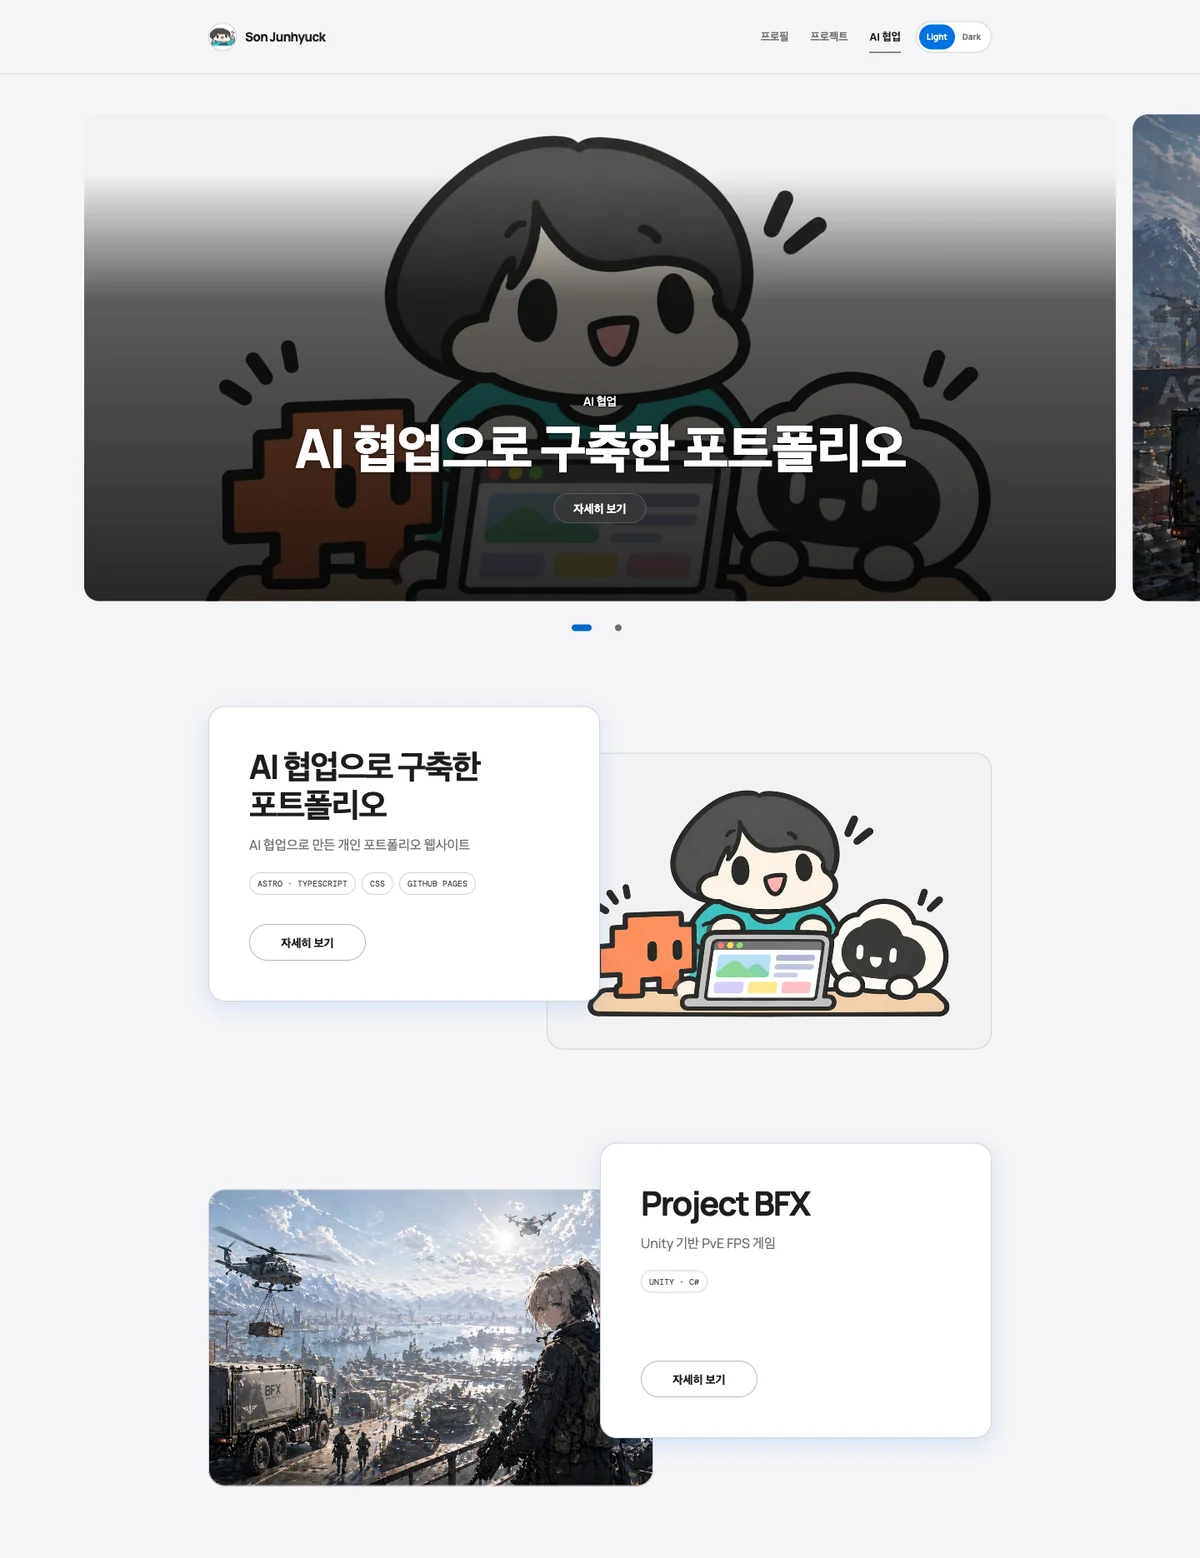 Son Junhyuck
프로필
프로젝트
AI 협업
Light
Dark
AI 협업
AI 협업으로 구축한 포트폴리오
자세히 보기
AI 협업으로 구축한
포트폴리오
AI 협업으로 만든 개인 포트폴리오 웹사이트
ASTRO · TYPESCRIPT
CSS
GITHUB PAGES
자세히 보기
BFX
Project BFX
Unity 기반 PvE FPS 게임
UNITY · C#
자세히 보기